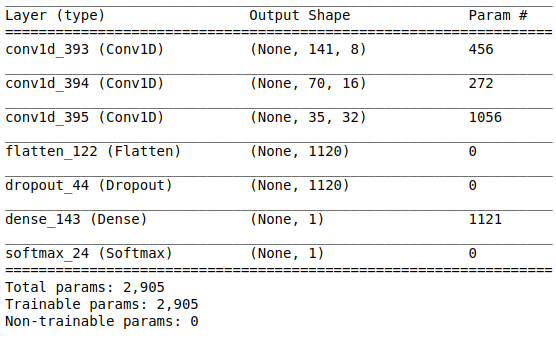 Layer (type) Output Shape Param #
=================================================================
conv1d_393 (Conv1D) (None, 141, 8) 456
conv1d_394 (Conv1D) (None, 70, 16) 272
conv1d_395 (Conv1D) (None, 35, 32) 1056
flatten_122 (Flatten) (None, 1120) 0
dropout_44 (Dropout) (None, 1120) 0
dense_143 (Dense) (None, 1) 1121
softmax_24 (Softmax) (None, 1) 0
=================================================================
Total params: 2,905
Trainable params: 2,905
Non-trainable params: 0